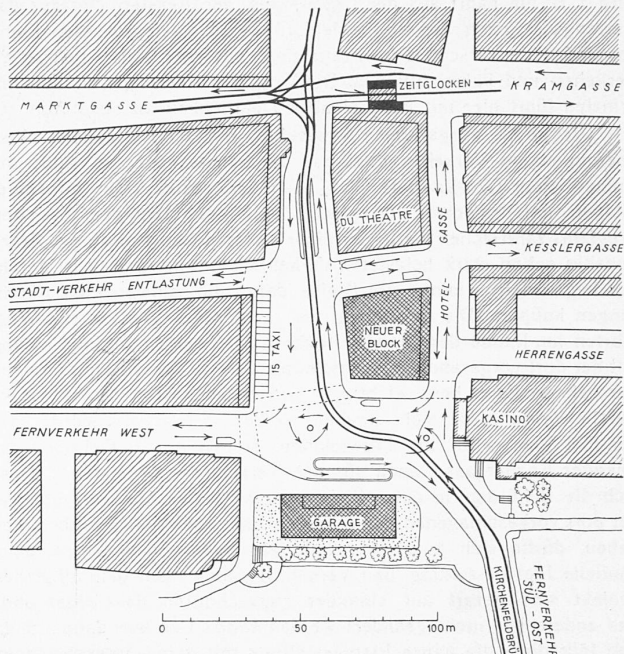 ZEITGLOCKEN
KRAMGASSE
MARKTGASSE
DU THEATRE
HOTEL-GASSE
KESSLERGASSE
STADT-VERKEHR ENTLASTUNG
15 TAXI
NEUER
BLOCK
HERRENGASSE
KASINO
FERNVERKEHR WEST
GARAGE
KIRCHENFELDBRÜ
FERNVERKEHR
SÜD-OST
0 50 100 m